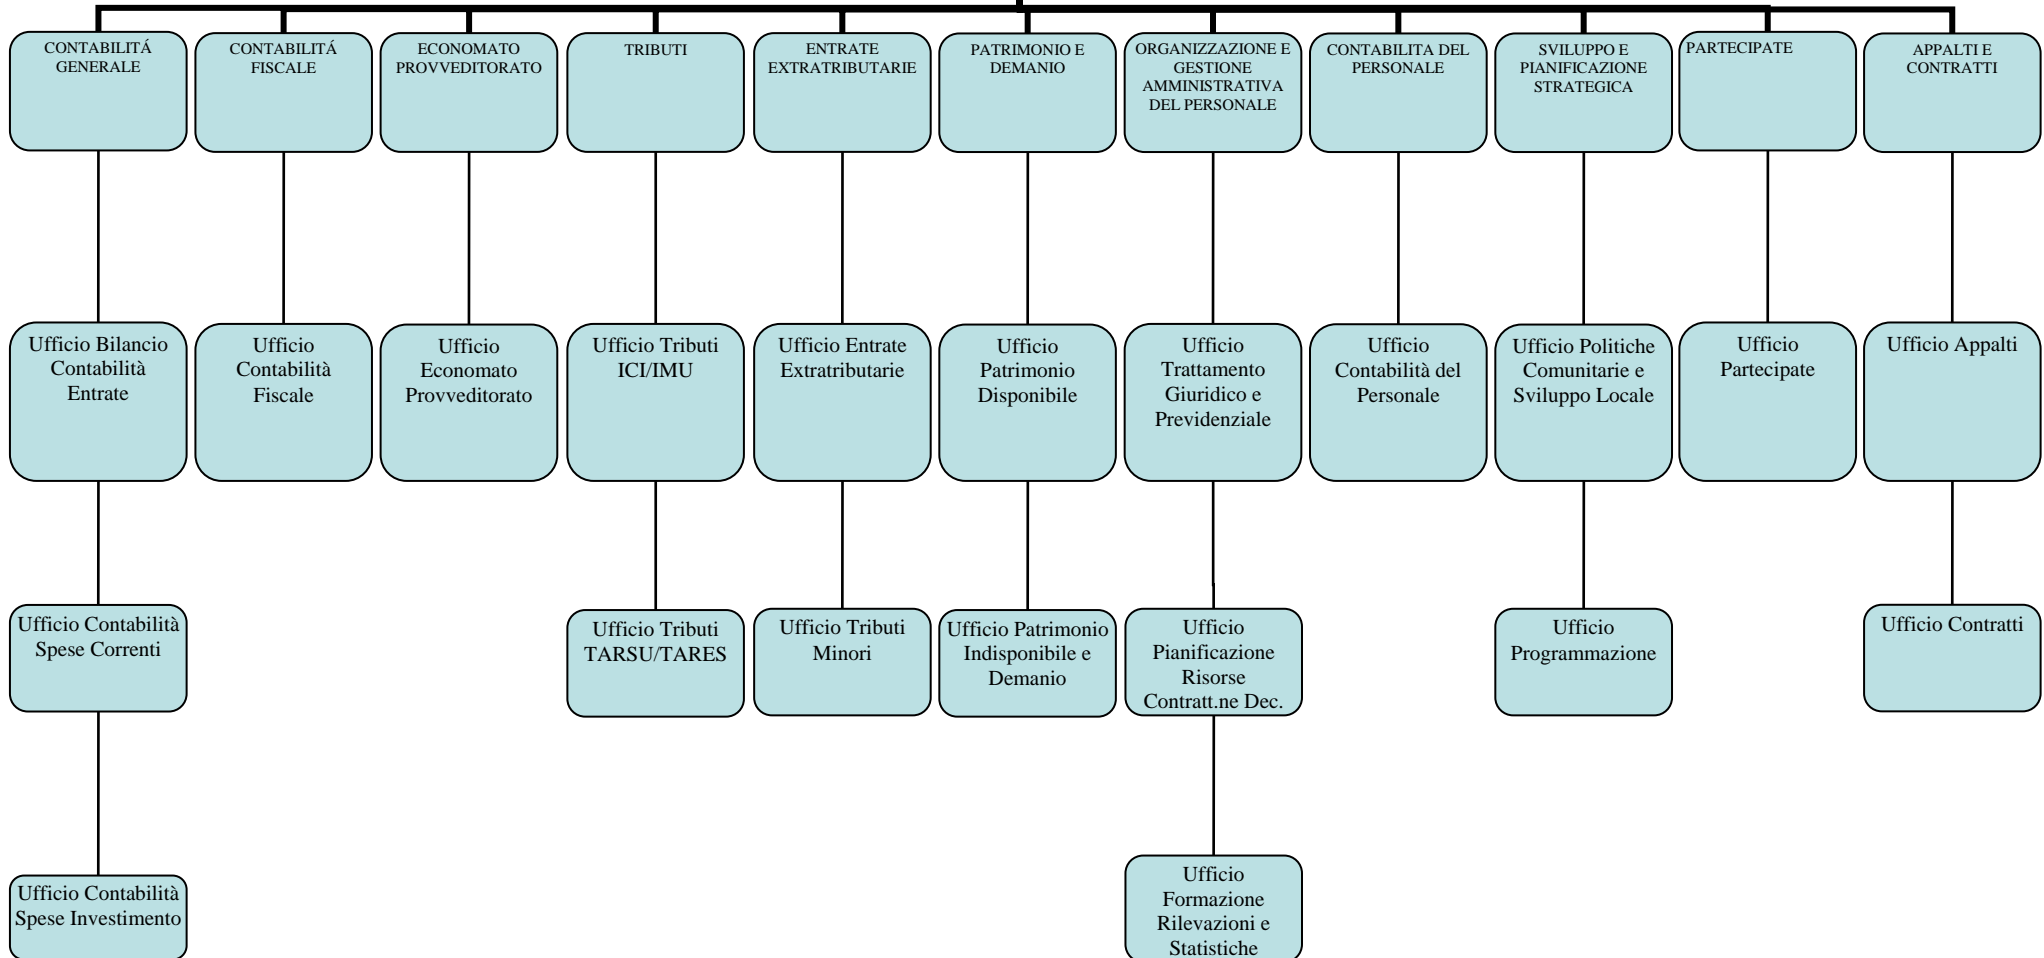 CONTABILITÁ
GENERALE
CONTABILITÁ
FISCALE
ECONOMATO
PROVVEDITORATO
TRIBUTI
ENTRATE
EXTRATRIBUTARIE
PATRIMONIO E
DEMANIO
ORGANIZZAZIONE E
GESTIONE
AMMINISTRATIVA
DEL PERSONALE
CONTABILITA DEL
PERSONALE
SVILUPPO E
PIANIFICAZIONE
STRATEGICA
PARTECIPATE
APPALTI E
CONTRATTI
Ufficio Bilancio
Contabilità
Entrate
Ufficio
Contabilità
Fiscale
Ufficio
Economato
Provveditorato
Ufficio Tributi
ICI/IMU
Ufficio Entrate
Extratributarie
Ufficio
Patrimonio
Disponibile
Ufficio
Trattamento
Giuridico e
Previdenziale
Ufficio
Contabilità del
Personale
Ufficio Politiche
Comunitarie e
Sviluppo Locale
Ufficio
Partecipate
Ufficio Appalti
Ufficio Contabilità
Spese Correnti
Ufficio Tributi
TARSU/TARES
Ufficio Tributi
Minori
Ufficio Patrimonio
Indisponibile e
Demanio
Ufficio
Pianificazione
Risorse
Contratt.ne Dec.
Ufficio
Programmazione
Ufficio Contratti
Ufficio Contabilità
Spese Investimento
Ufficio
Formazione
Rilevazioni e
Statistiche